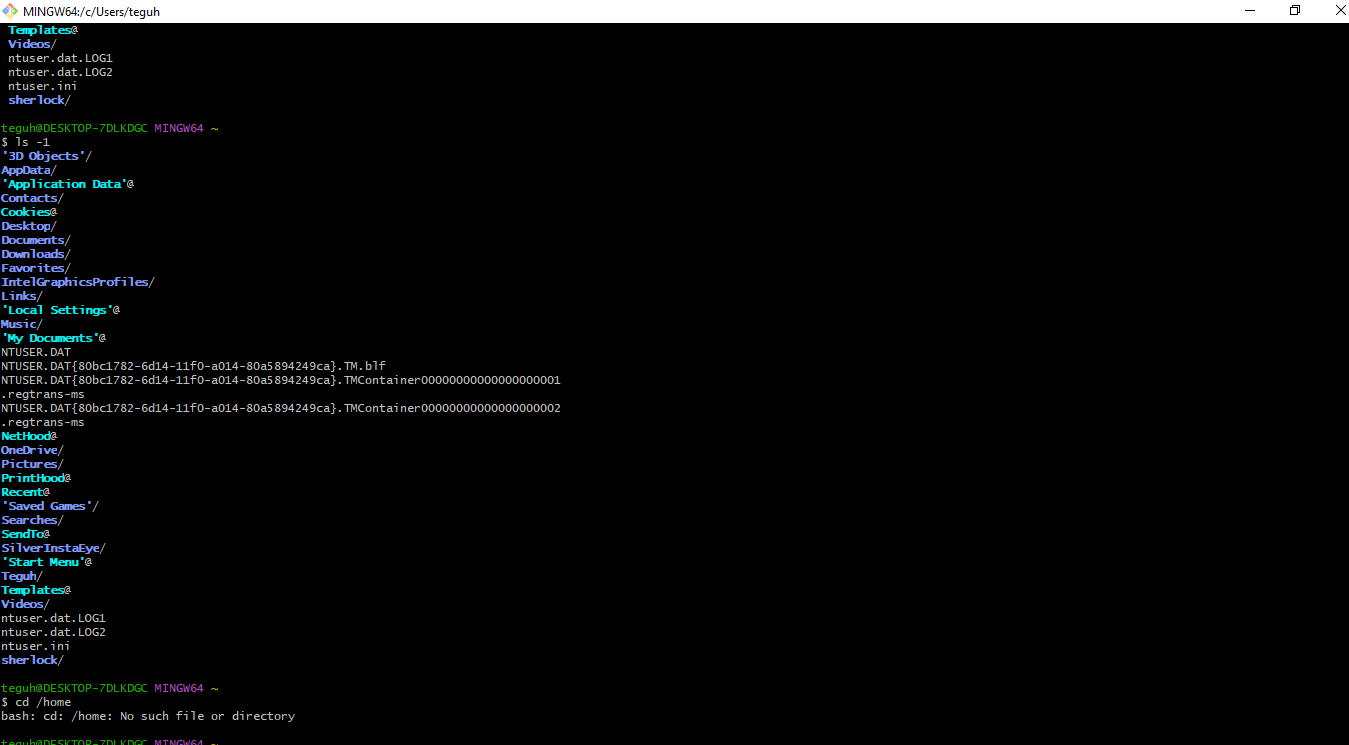 MINGW64:/c/Users/teguh
Templates@
Videos/
ntuser.dat.LOG1
ntuser.dat.LOG2
ntuser.ini
sherlock/
teguh@DESKTOP-7DLKDGC MINGW64 ~
$ ls -1
'3D Objects'/
AppData/
'Application Data'@
Contacts/
Cookies@
Desktop/
Documents/
Downloads/
Favorites/
IntelGraphicsProfiles/
Links/
'Local Settings'@
Music/
'My Documents'@
NTUSER.DAT
NTUSER.DAT{80bc1782-6d14-11f0-a014-80a5894249ca}.TM.blf
NTUSER.DAT{80bc1782-6d14-11f0-a014-80a5894249ca}.TMContainer00000000000000000001
.regtrans-ms
NTUSER.DAT{80bc1782-6d14-11f0-a014-80a5894249ca}.TMContainer00000000000000000002
.regtrans-ms
NetHood@
OneDrive/
Pictures/
PrintHood@
Recent@
'Saved Games'/
Searches/
SendTo@
SilverInstaEye/
'Start Menu'@
Teguh/
Templates@
Videos/
ntuser.dat.LOG1
ntuser.dat.LOG2
ntuser.ini
sherlock/
teguh@DESKTOP-7DLKDGC MINGW64 ~
$ cd /home
bash: cd: /home: No such file or directory
teguh@DESKTOP-7DLKDGC MINGW64 ~